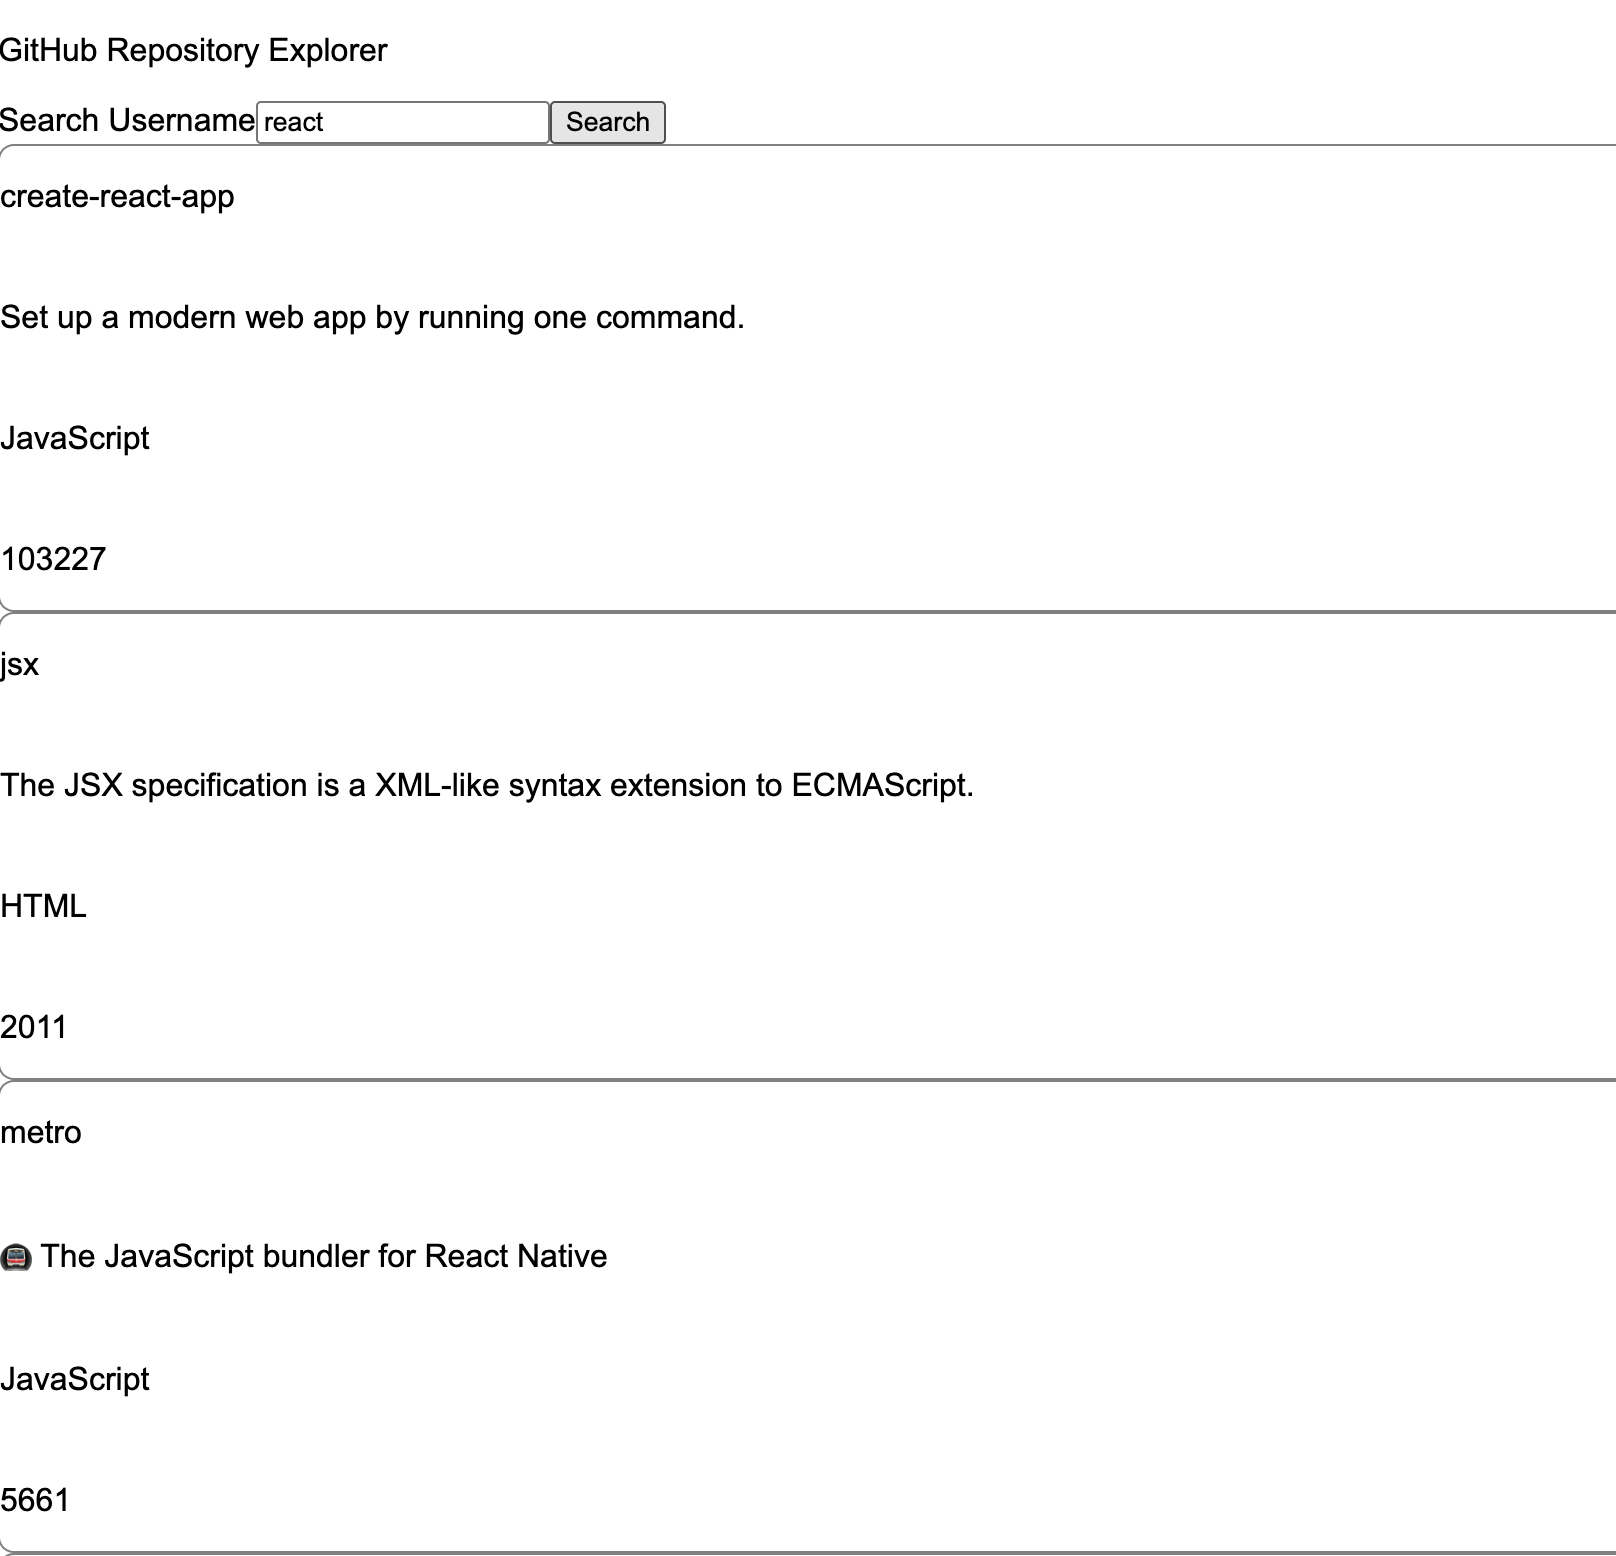 GitHub Repository Explorer
Search Username react Search
create-react-app
Set up a modern web app by running one command.
JavaScript
103227
jsx
The JSX specification is a XML-like syntax extension to ECMAScript.
HTML
2011
metro
🚇 The JavaScript bundler for React Native
JavaScript
5661